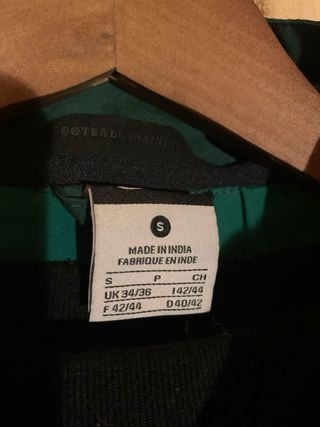 FOOTBALL TRAINING
S
MADE IN INDIA
FABRIQUE EN INDE
S P CH
UK 34/36 I 42/44
F 42/44 D 40/42